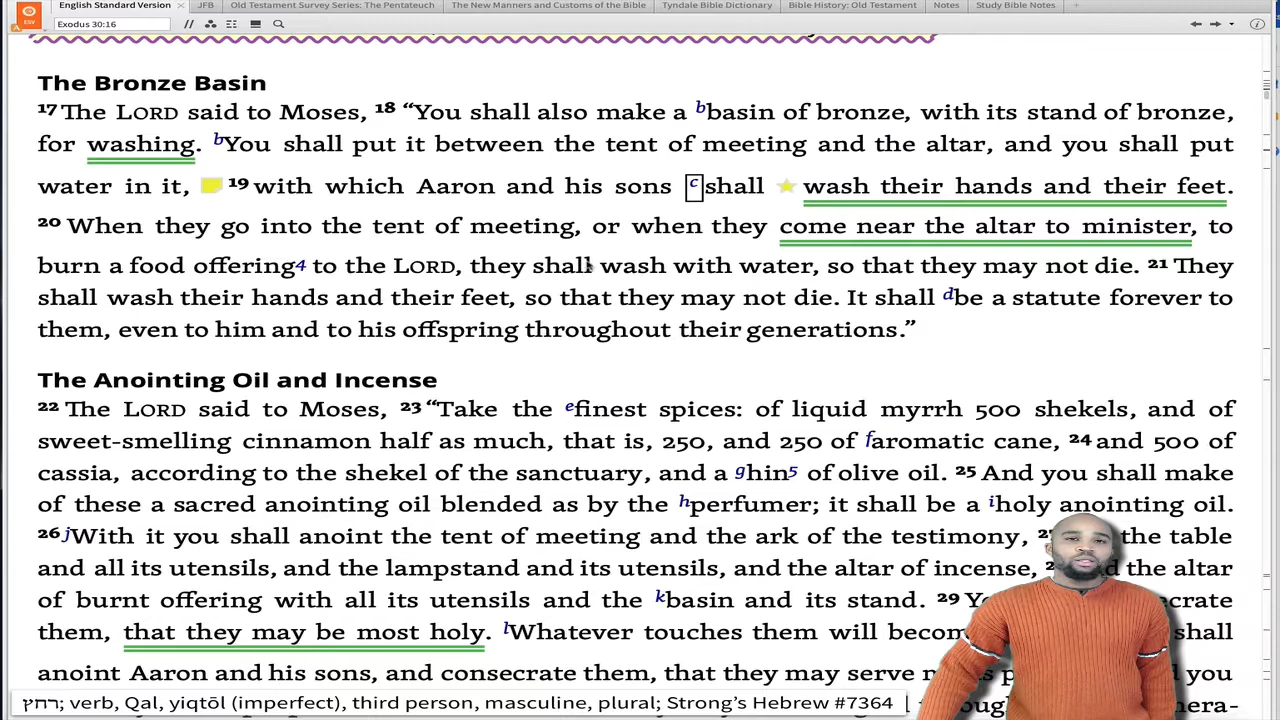 English Standard Version JFB Old Testament Survey Series: The Pentateuch The New Manners and Customs of the Bible Tyndale Bible Dictionary Bible History: Old Testament Notes Study Bible Notes
ESV Exodus 30:16
The Bronze Basin
17 The LORD said to Moses, 18 “You shall also make a b basin of bronze, with its stand of bronze,
for washing. b You shall put it between the tent of meeting and the altar, and you shall put
water in it, 19 with which Aaron and his sons c shall wash their hands and their feet.
20 When they go into the tent of meeting, or when they come near the altar to minister, to
burn a food offering4 to the LORD, they shall wash with water, so that they may not die. 21 They
shall wash their hands and their feet, so that they may not die. It shall d be a statute forever to
them, even to him and to his offspring throughout their generations.”
The Anointing Oil and Incense
22 The LORD said to Moses, 23 “Take the e finest spices: of liquid myrrh 500 shekels, and of
sweet-smelling cinnamon half as much, that is, 250, and 250 of f aromatic cane, 24 and 500 of
cassia, according to the shekel of the sanctuary, and a g hin5 of olive oil. 25 And you shall make
of these a sacred anointing oil blended as by the h perfumer; it shall be a i holy anointing oil.
26 j With it you shall anoint the tent of meeting and the ark of the testimony, the table
and all its utensils, and the lampstand and its utensils, and the altar of incense, the altar
of burnt offering with all its utensils and the k basin and its stand. 29
them, that they may be most holy. l Whatever touches them will shall
anoint Aaron and his sons, and consecrate them, that they may serve
רחץ; verb, Qal, yiqtōl (imperfect), third person, masculine, plural; Strong’s Hebrew #7364